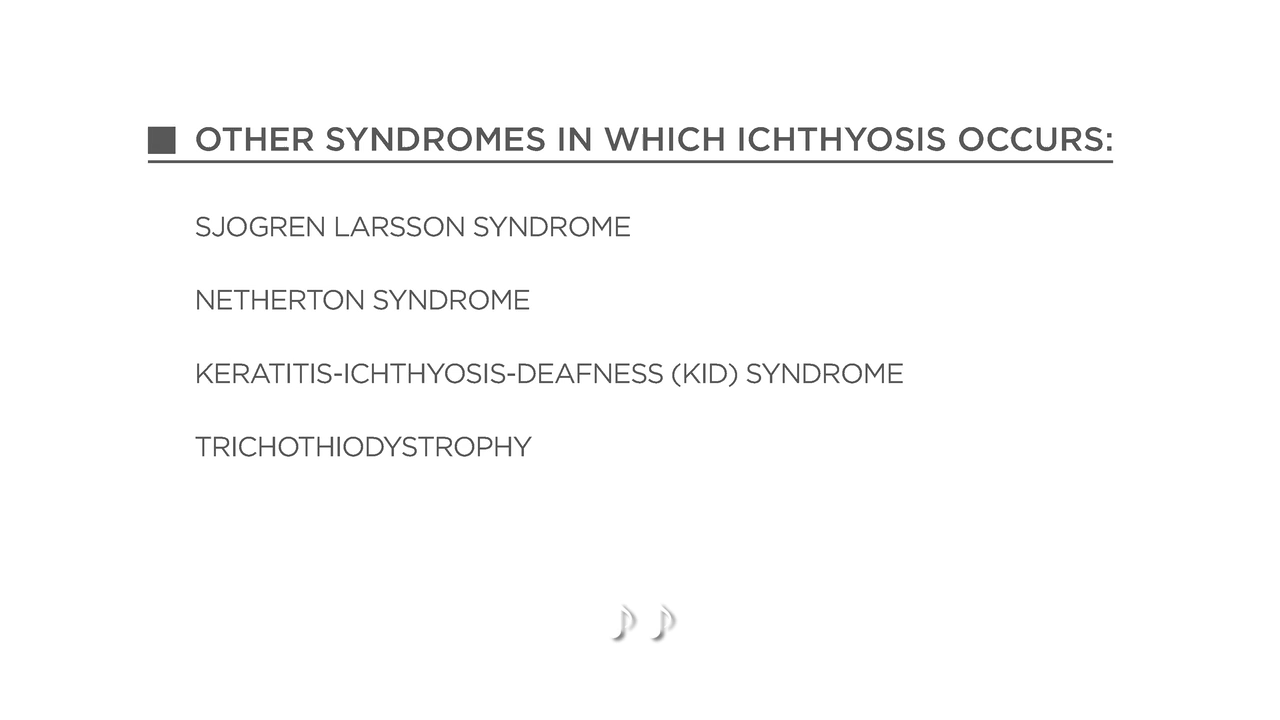 OTHER SYNDROMES IN WHICH ICHTHYOSIS OCCURS:
SJOGREN LARSSON SYNDROME
NETHERTON SYNDROME
KERATITIS-ICHTHYOSIS-DEAFNESS (KID) SYNDROME
TRICHOTHIODYSTROPHY
♪ ♪